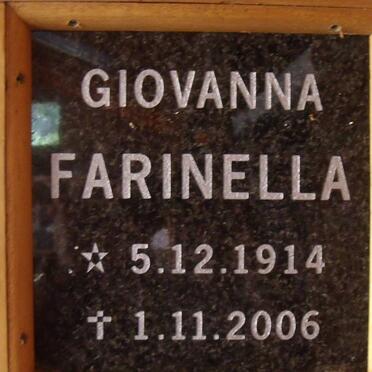 GIOVANNA
FARINELLA
☆ 5.12.1914
✝ 1.11.2006